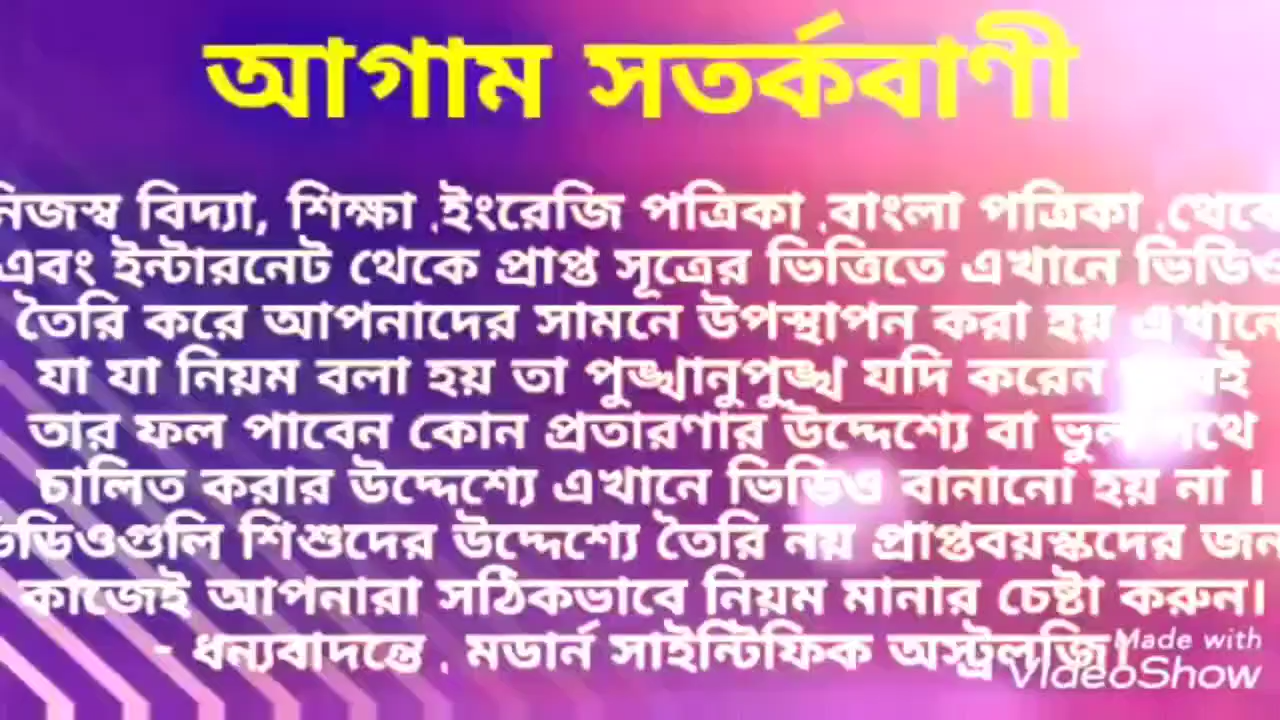 আগাম সতর্কবাণী
নিজস্ব বিদ্যা, শিক্ষা ,ইংরেজি পত্রিকা ,বাংলা পত্রিকা ,থেকে
এবং ইন্টারনেট থেকে প্রাপ্ত সূত্রের ভিত্তিতে এখানে ভিডিও
তৈরি করে আপনাদের সামনে উপস্থাপন করা হয় এখানে
যা যা নিয়ম বলা হয় তা পুঙ্খানুপুঙ্খ যদি করেন
তার ফল পাবেন কোন প্রতারণার উদ্দেশ্যে বা ভুল পথে
চালিত করার উদ্দেশ্যে এখানে ভিডিও বানানো হয় না ।
ভিডিওগুলি শিশুদের উদ্দেশ্যে তৈরি নয় প্রাপ্তবয়স্কদের
কাজেই আপনারা সঠিকভাবে নিয়ম মানার চেষ্টা করুন।
- ধন্যবাদন্তে , মডার্ন সাইন্টিফিক অস্ট্রলজি।
Made with
VideoShow